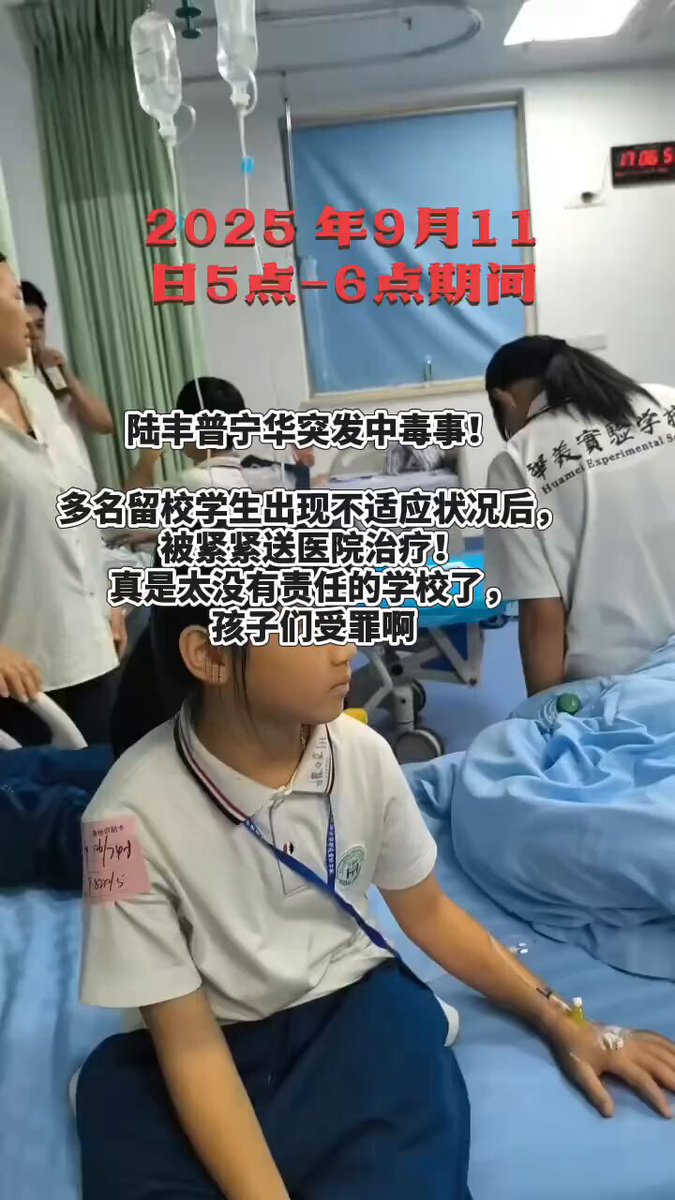 17:06 5
2025 年9月11
日5点-6点期间
陆丰普宁华突发中毒事！
華美實驗學校
Huamei Experimental S
多名留校学生出现不适应状况后，
被紧紧送医院治疗！
真是太没有责任的学校了，
孩子们受罪啊